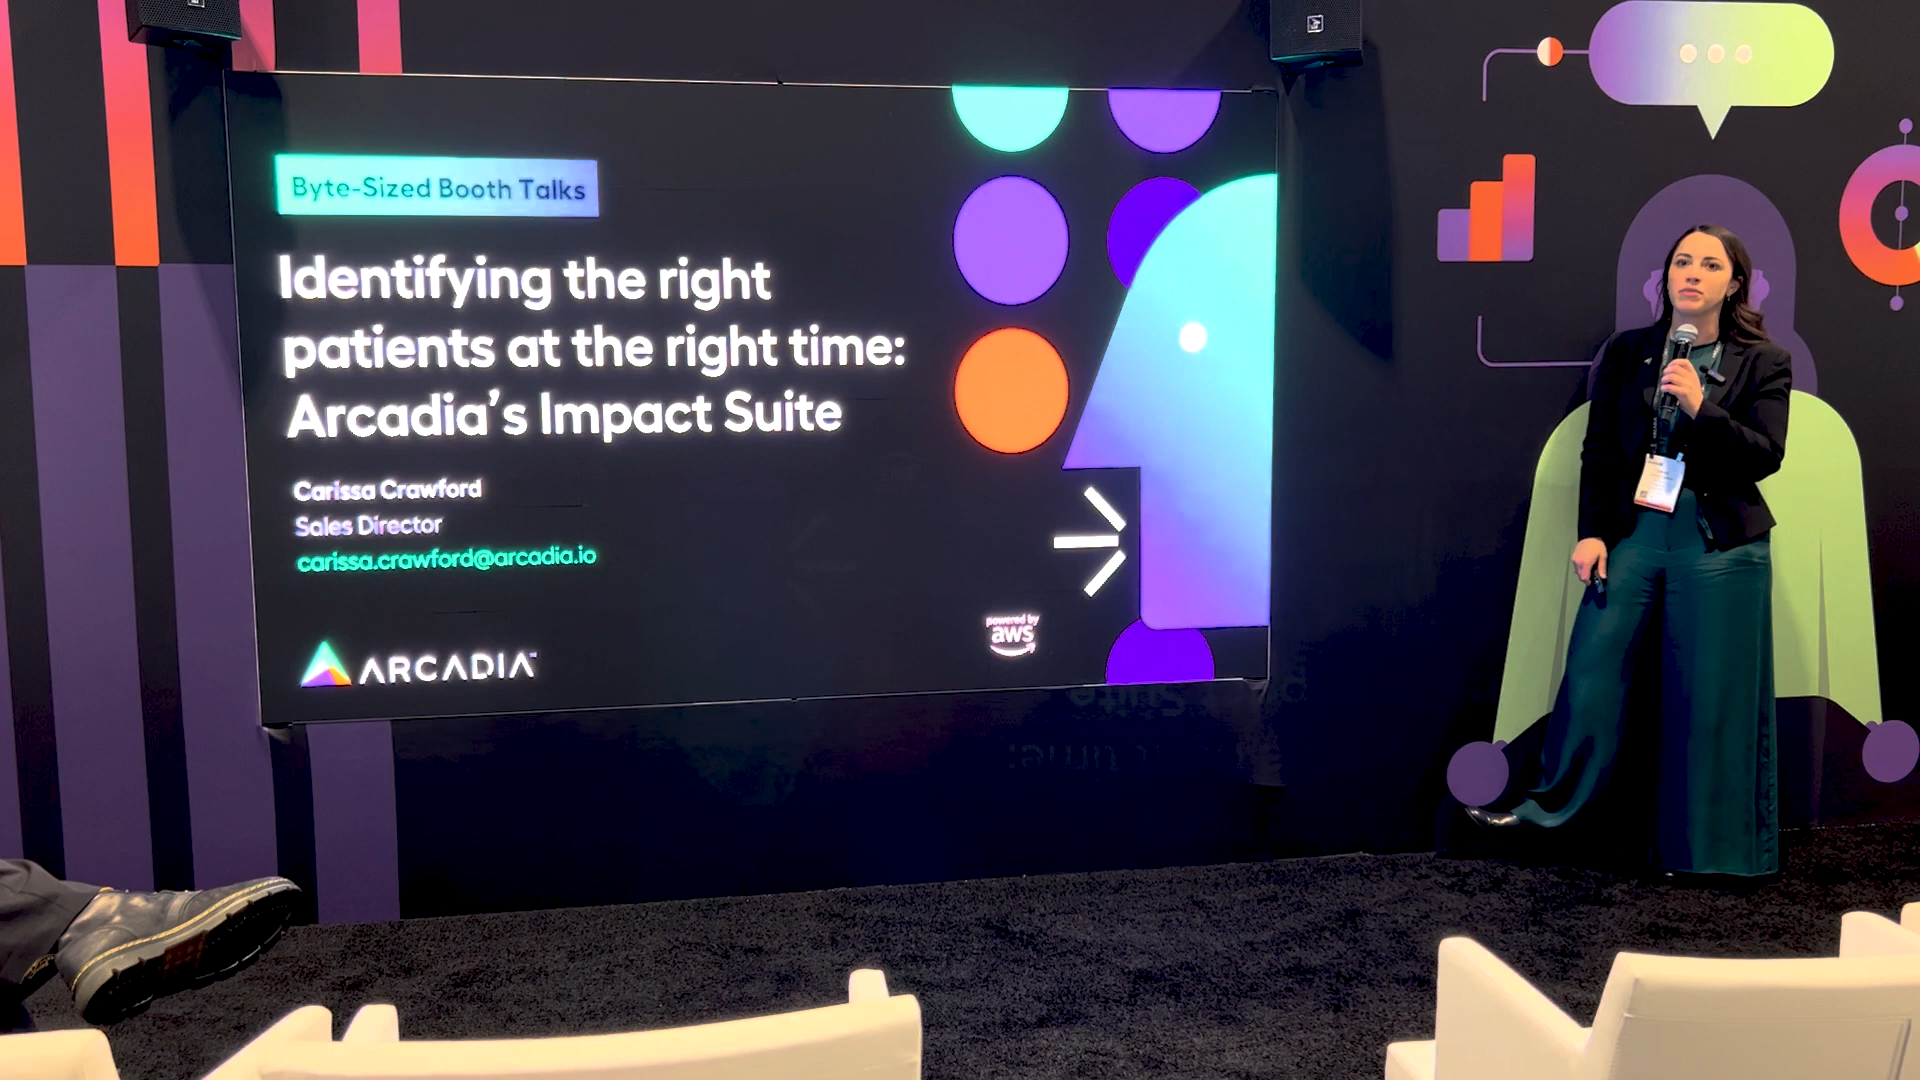 Byte-Sized Booth Talks
Identifying the right
patients at the right time:
Arcadia's Impact Suite
Carissa Crawford
Sales Director
carissa.crawford@arcadia.io
powered by
aws
ARCADIA™